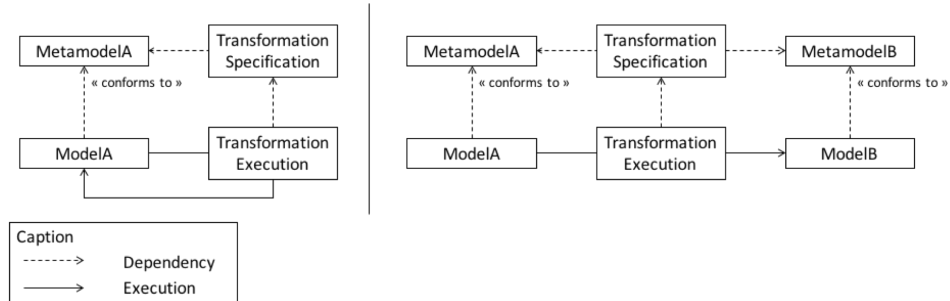 MetamodelA
Transformation
Specification
« conforms to »
ModelA
Transformation
Execution
MetamodelA
Transformation
Specification
MetamodelB
« conforms to »
« conforms to »
ModelA
Transformation
Execution
ModelB
Caption
Dependency
Execution